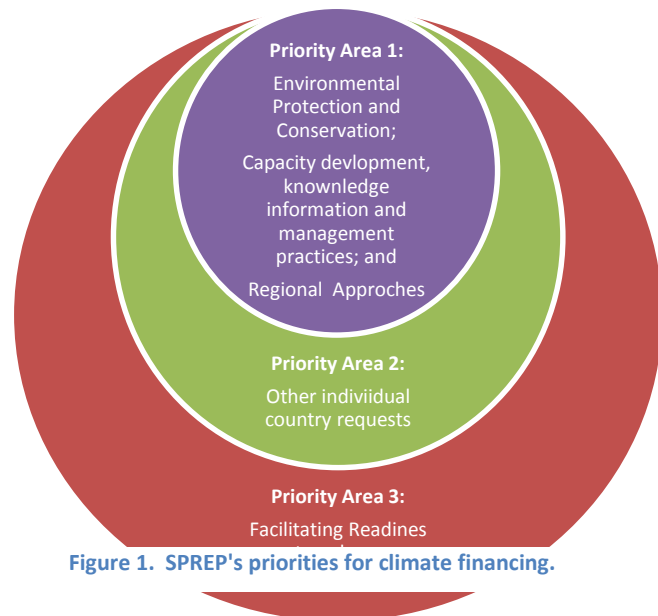 Priority Area 1:
Environmental
Protection and
Conservation;
Capacity devlopment,
knownledge
information and
management
practices; and
Regional Approches
Priority Area 2:
Other indiviidual
country requests
Priority Area 3:
Facilitating Readines
Figure 1. SPREP's priorities for climate financing.